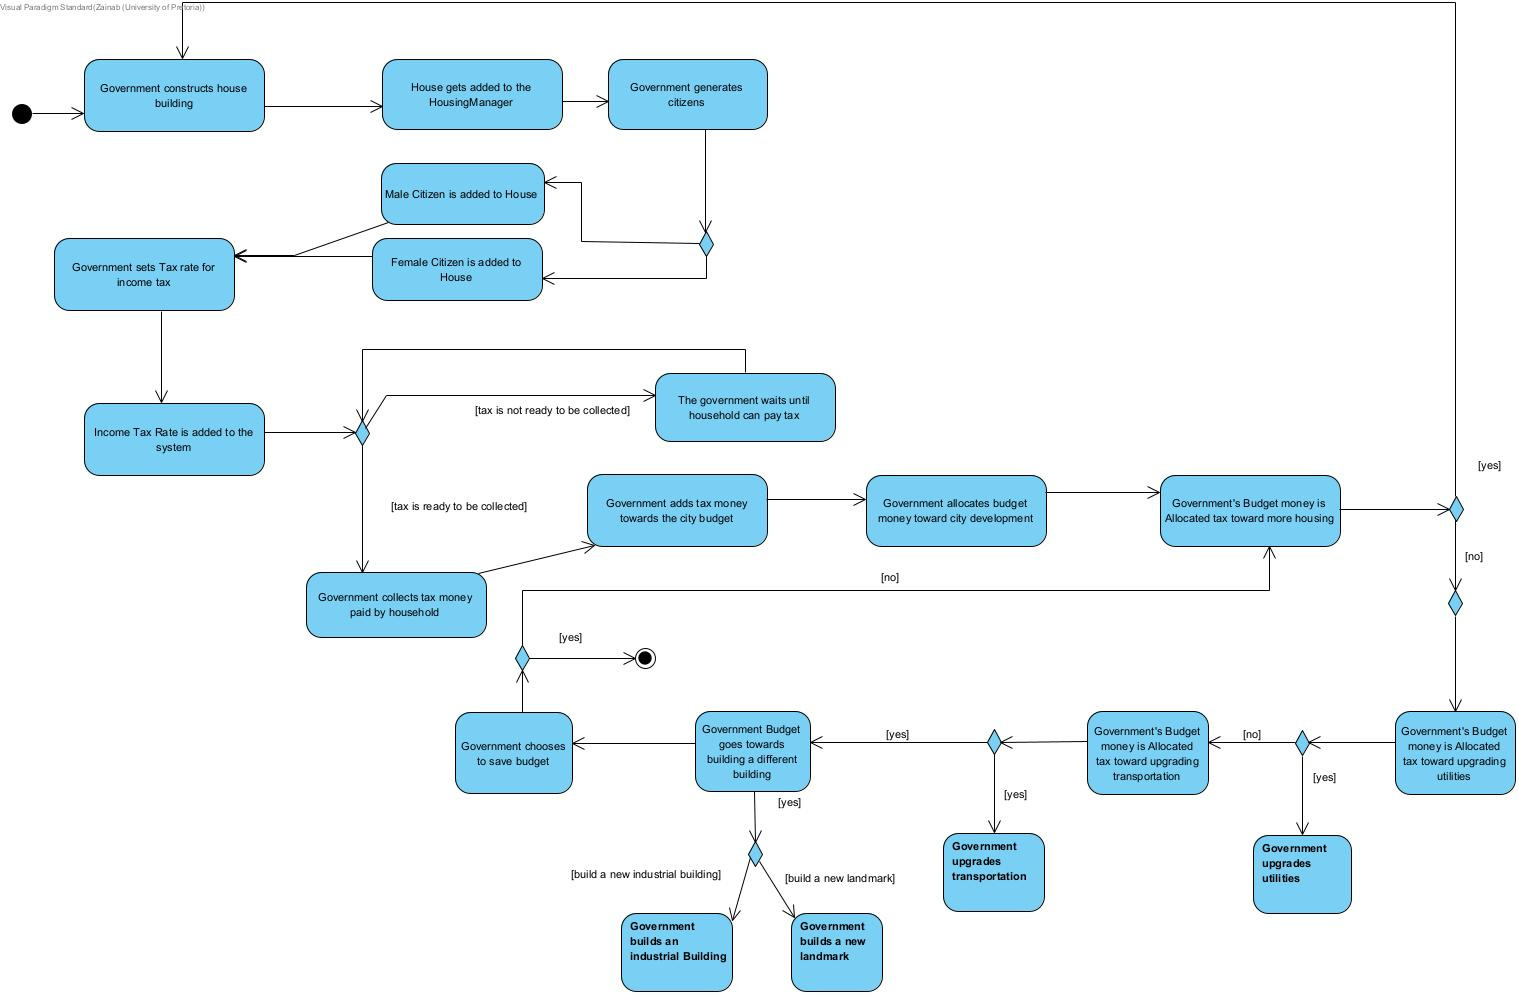 Visual Paradigm Standard(Zainab (University of Pretoria))
Government constructs house
building
House gets added to the
HousingManager
Government generates
citizens
Male Citizen is added to House
Government sets Tax rate for
income tax
Female Citizen is added to
House
Income Tax Rate is added to the
system
[tax is not ready to be collected]
The government waits until
household can pay tax
[yes]
[tax is ready to be collected]
Government adds tax money
towards the city budget
Government allocates budget
money toward city development
Government's Budget money is
Allocated tax toward more housing
[no]
[no]
Government collects tax money
paid by household
[yes]
Government chooses
to save budget
Government Budget
goes towards
building a different
building
[yes]
Government's Budget
money is Allocated
tax toward upgrading
transportation
[no]
Government's Budget
money is Allocated
tax toward upgrading
utilities
[yes]
[yes]
[yes]
Government
upgrades
transportation
Government
upgrades
utilities
[build a new industrial building]
[build a new landmark]
Government
builds an
industrial Building
Government
builds a new
landmark